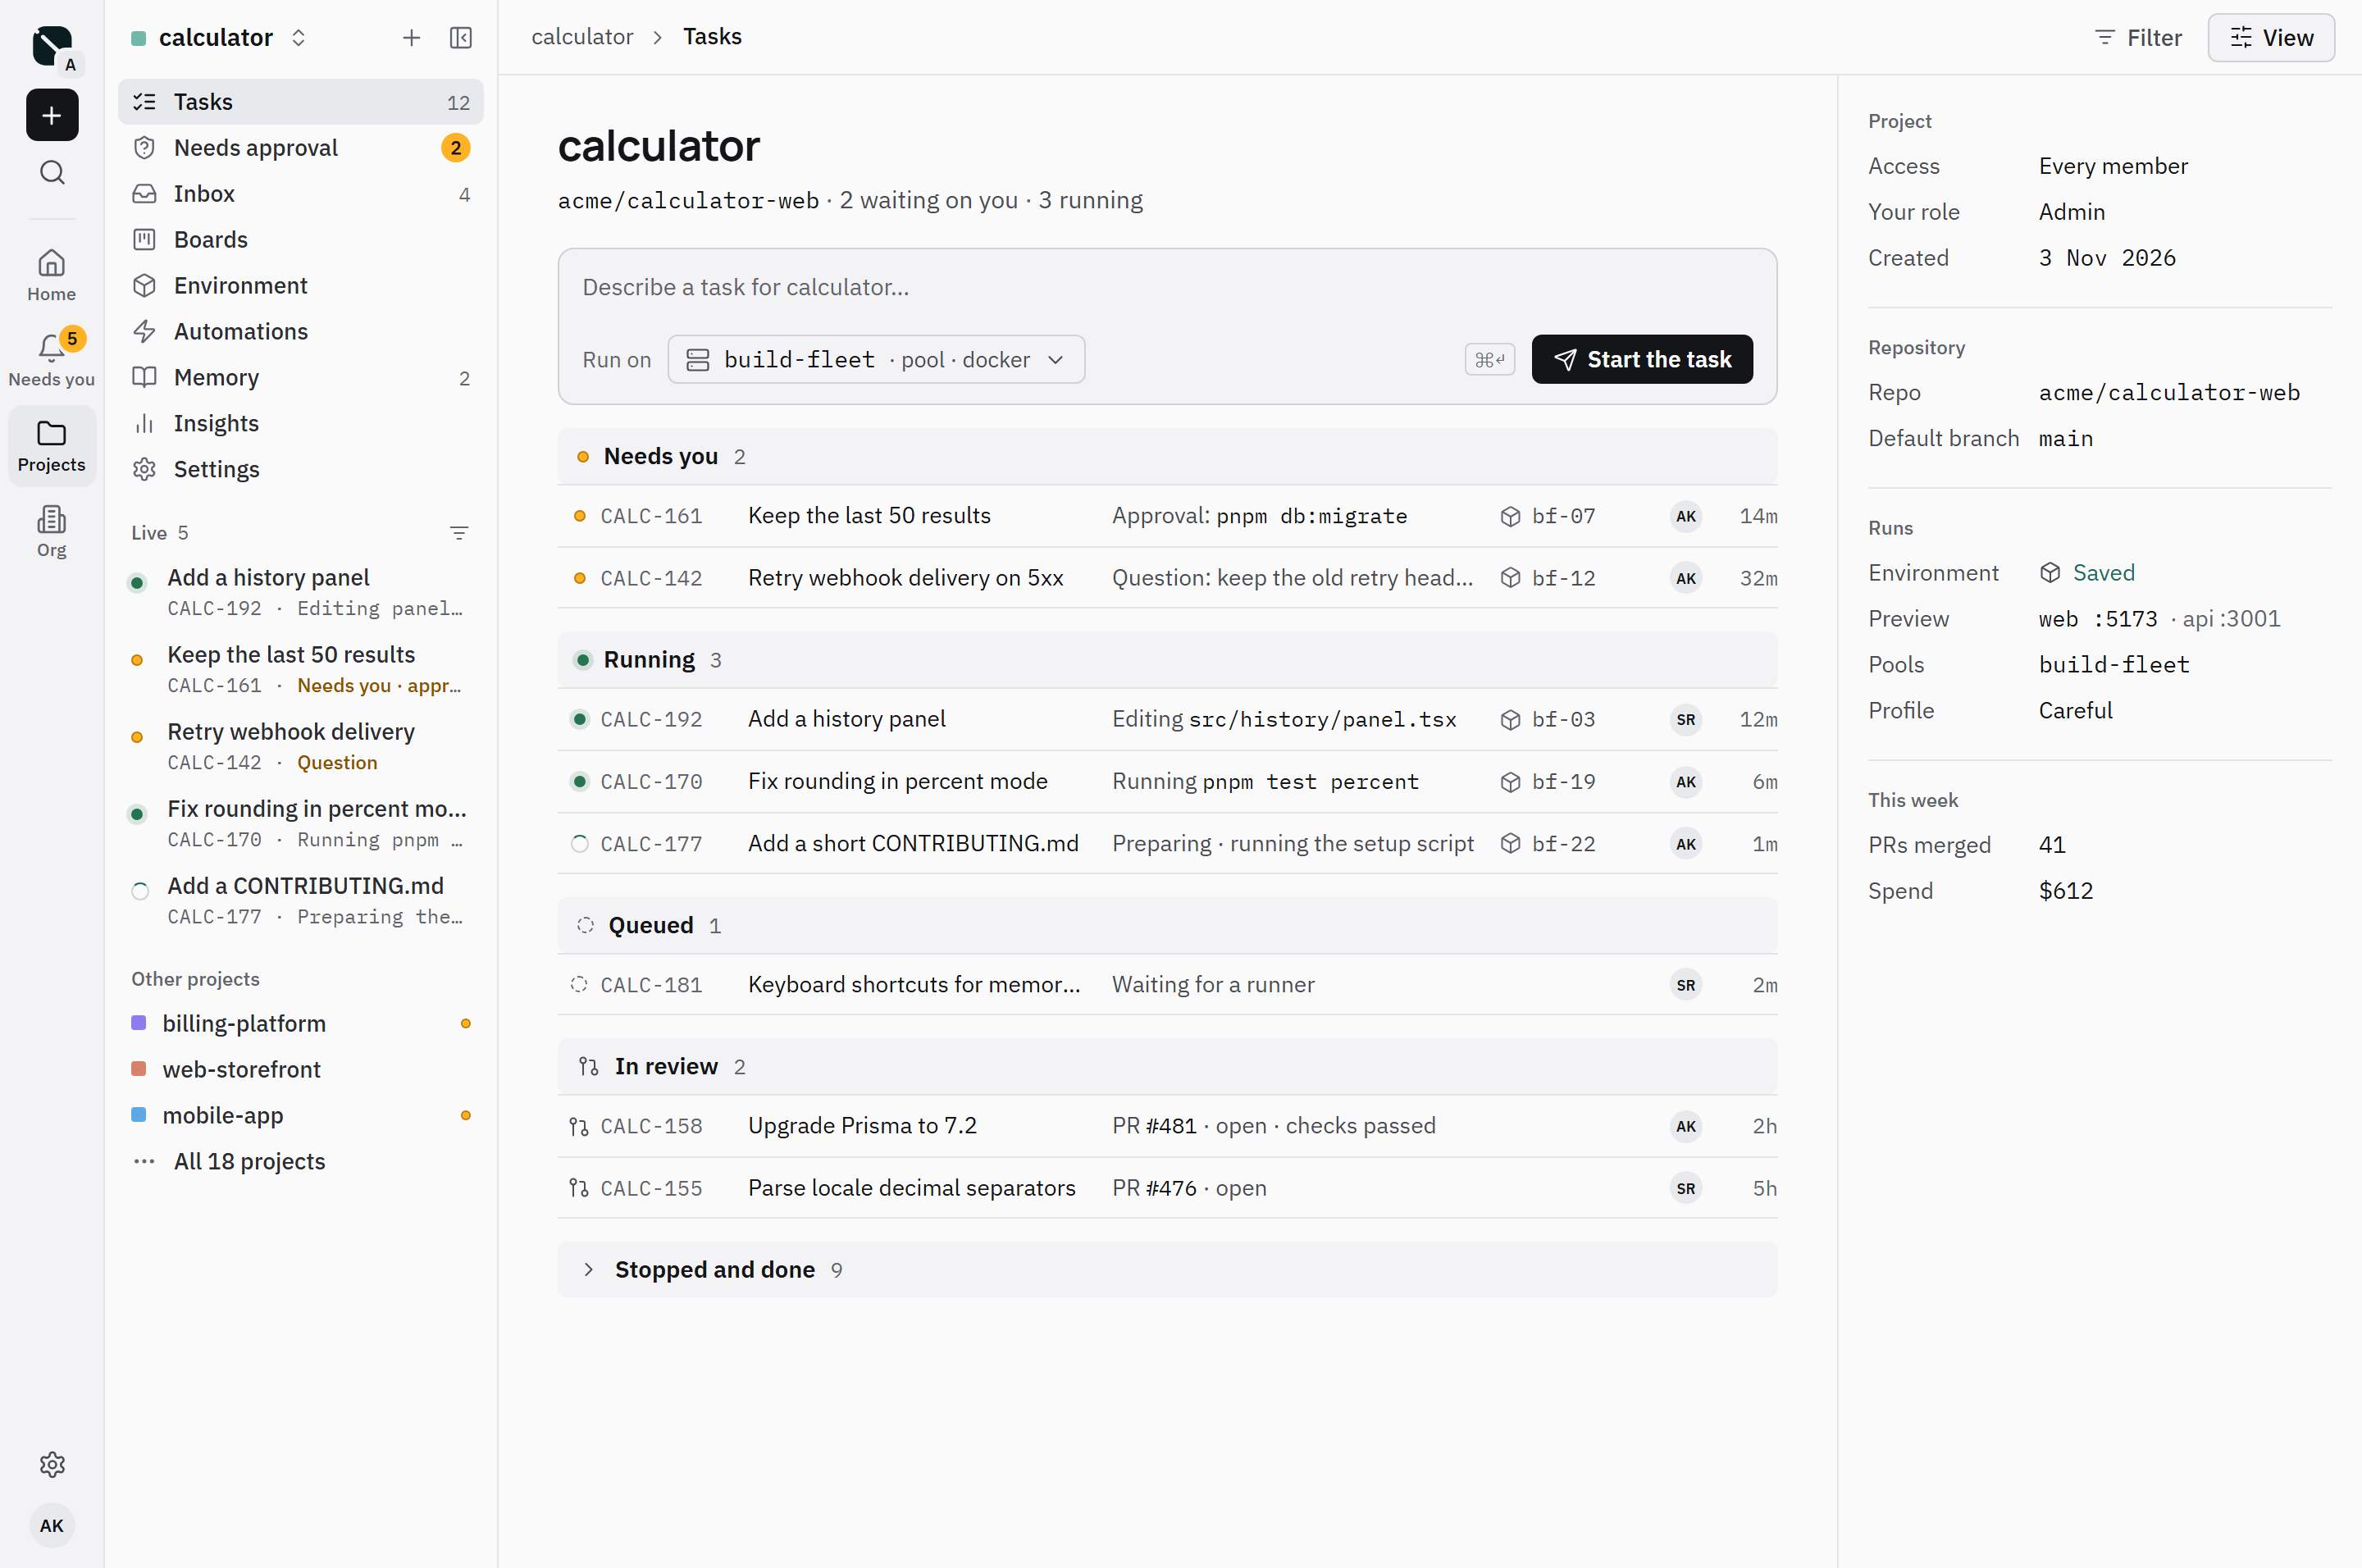 A
Home
5
Needs you
Projects
Org
AK
calculator
Tasks 12
Needs approval 2
Inbox 4
Boards
Environment
Automations
Memory 2
Insights
Settings
Live 5
Add a history panel
CALC-192 · Editing panel…
Keep the last 50 results
CALC-161 · Needs you · appr…
Retry webhook delivery
CALC-142 · Question
Fix rounding in percent mo…
CALC-170 · Running pnpm …
Add a CONTRIBUTING.md
CALC-177 · Preparing the…
Other projects
billing-platform
web-storefront
mobile-app
All 18 projects
calculator > Tasks
Filter
View
calculator
acme/calculator-web · 2 waiting on you · 3 running
Describe a task for calculator…
Run on build-fleet · pool · docker ⌘↵ Start the task
Needs you 2
CALC-161 Keep the last 50 results Approval: pnpm db:migrate bf-07 AK 14m
CALC-142 Retry webhook delivery on 5xx Question: keep the old retry head… bf-12 AK 32m
Running 3
CALC-192 Add a history panel Editing src/history/panel.tsx bf-03 SR 12m
CALC-170 Fix rounding in percent mode Running pnpm test percent bf-19 AK 6m
CALC-177 Add a short CONTRIBUTING.md Preparing · running the setup script bf-22 AK 1m
Queued 1
CALC-181 Keyboard shortcuts for memor… Waiting for a runner SR 2m
In review 2
CALC-158 Upgrade Prisma to 7.2 PR #481 · open · checks passed AK 2h
CALC-155 Parse locale decimal separators PR #476 · open SR 5h
Stopped and done 9
Project
Access Every member
Your role Admin
Created 3 Nov 2026
Repository
Repo acme/calculator-web
Default branch main
Runs
Environment Saved
Preview web :5173 · api :3001
Pools build-fleet
Profile Careful
This week
PRs merged 41
Spend $612